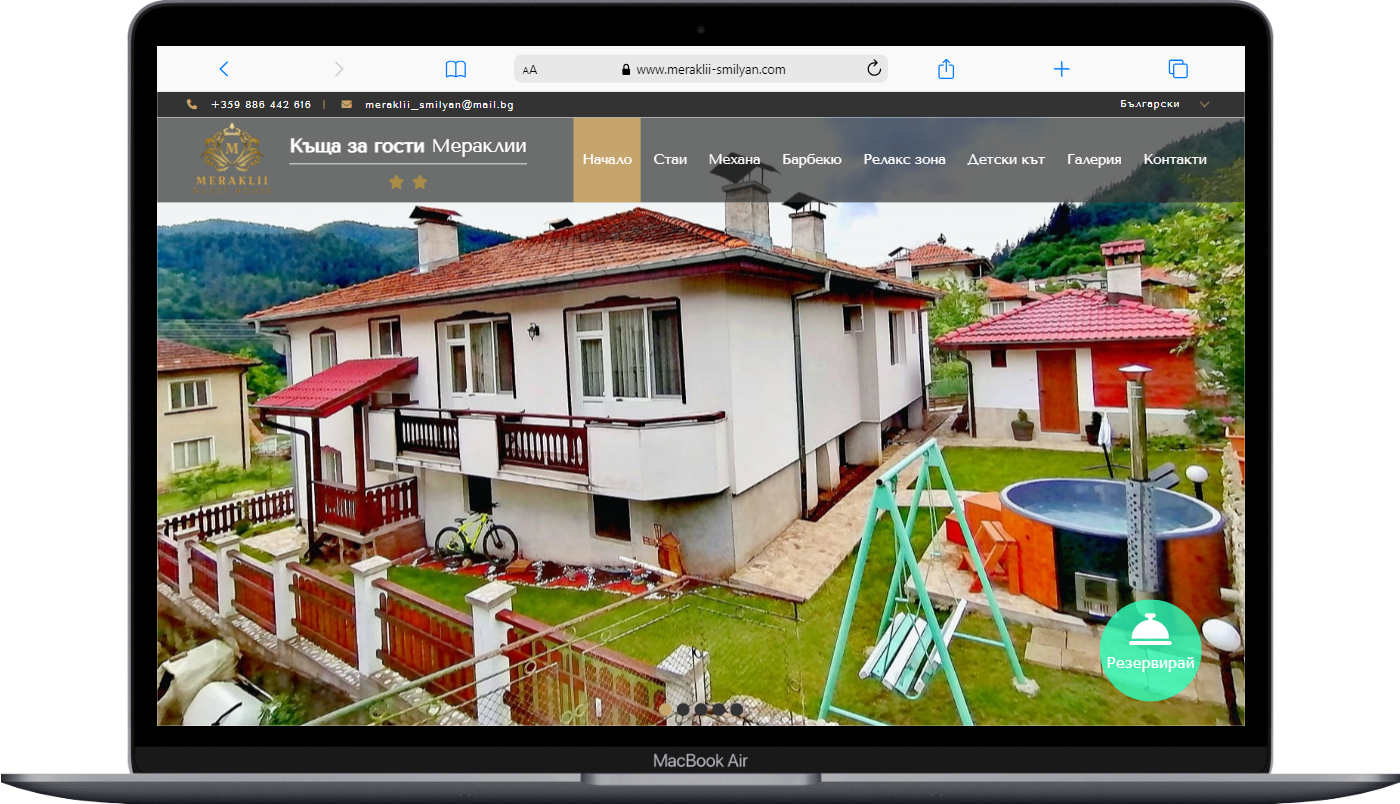 AA www.meraklii-smilyan.com
+359 886 442 616 | meraklii_smilyan@mail.bg Български
M
MERAKLII
Къща за гости Мераклии
Начало Стаи Механа Барбекю Релакс зона Детски кът Галерия Контакти
Резервирай
MacBook Air